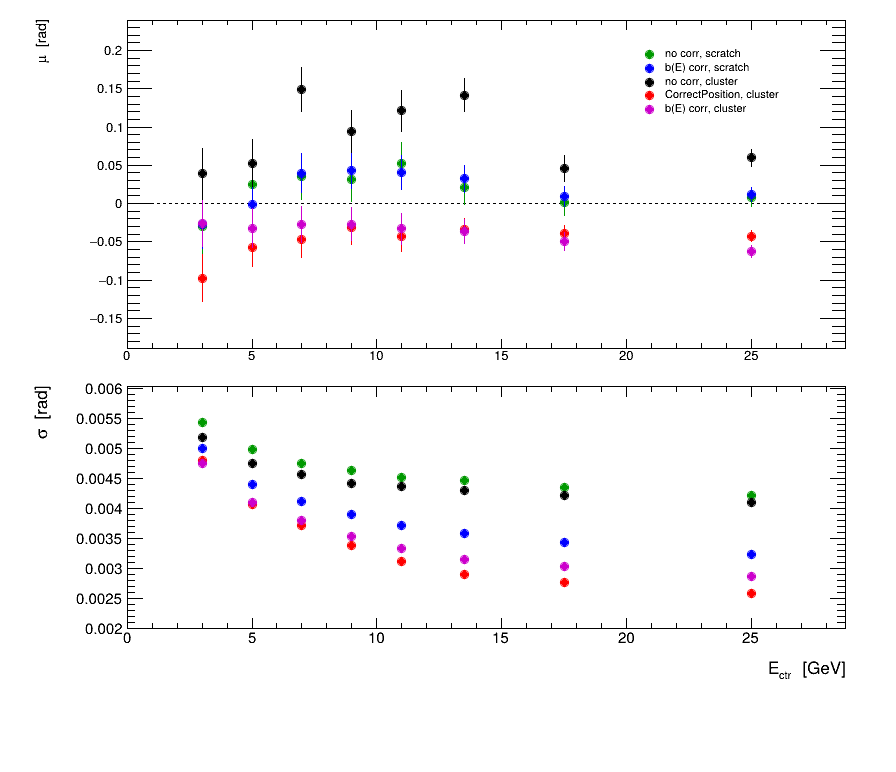 μ [rad]
0.2
0.15
0.1
0.05
0
−0.05
−0.1
−0.15
no corr, scratch
b(E) corr, scratch
no corr, cluster
CorrectPosition, cluster
b(E) corr, cluster
0 5 10 15 20 25
σ [rad]
0.006
0.0055
0.005
0.0045
0.004
0.0035
0.003
0.0025
0.002
0 5 10 15 20 25
E_ctr [GeV]